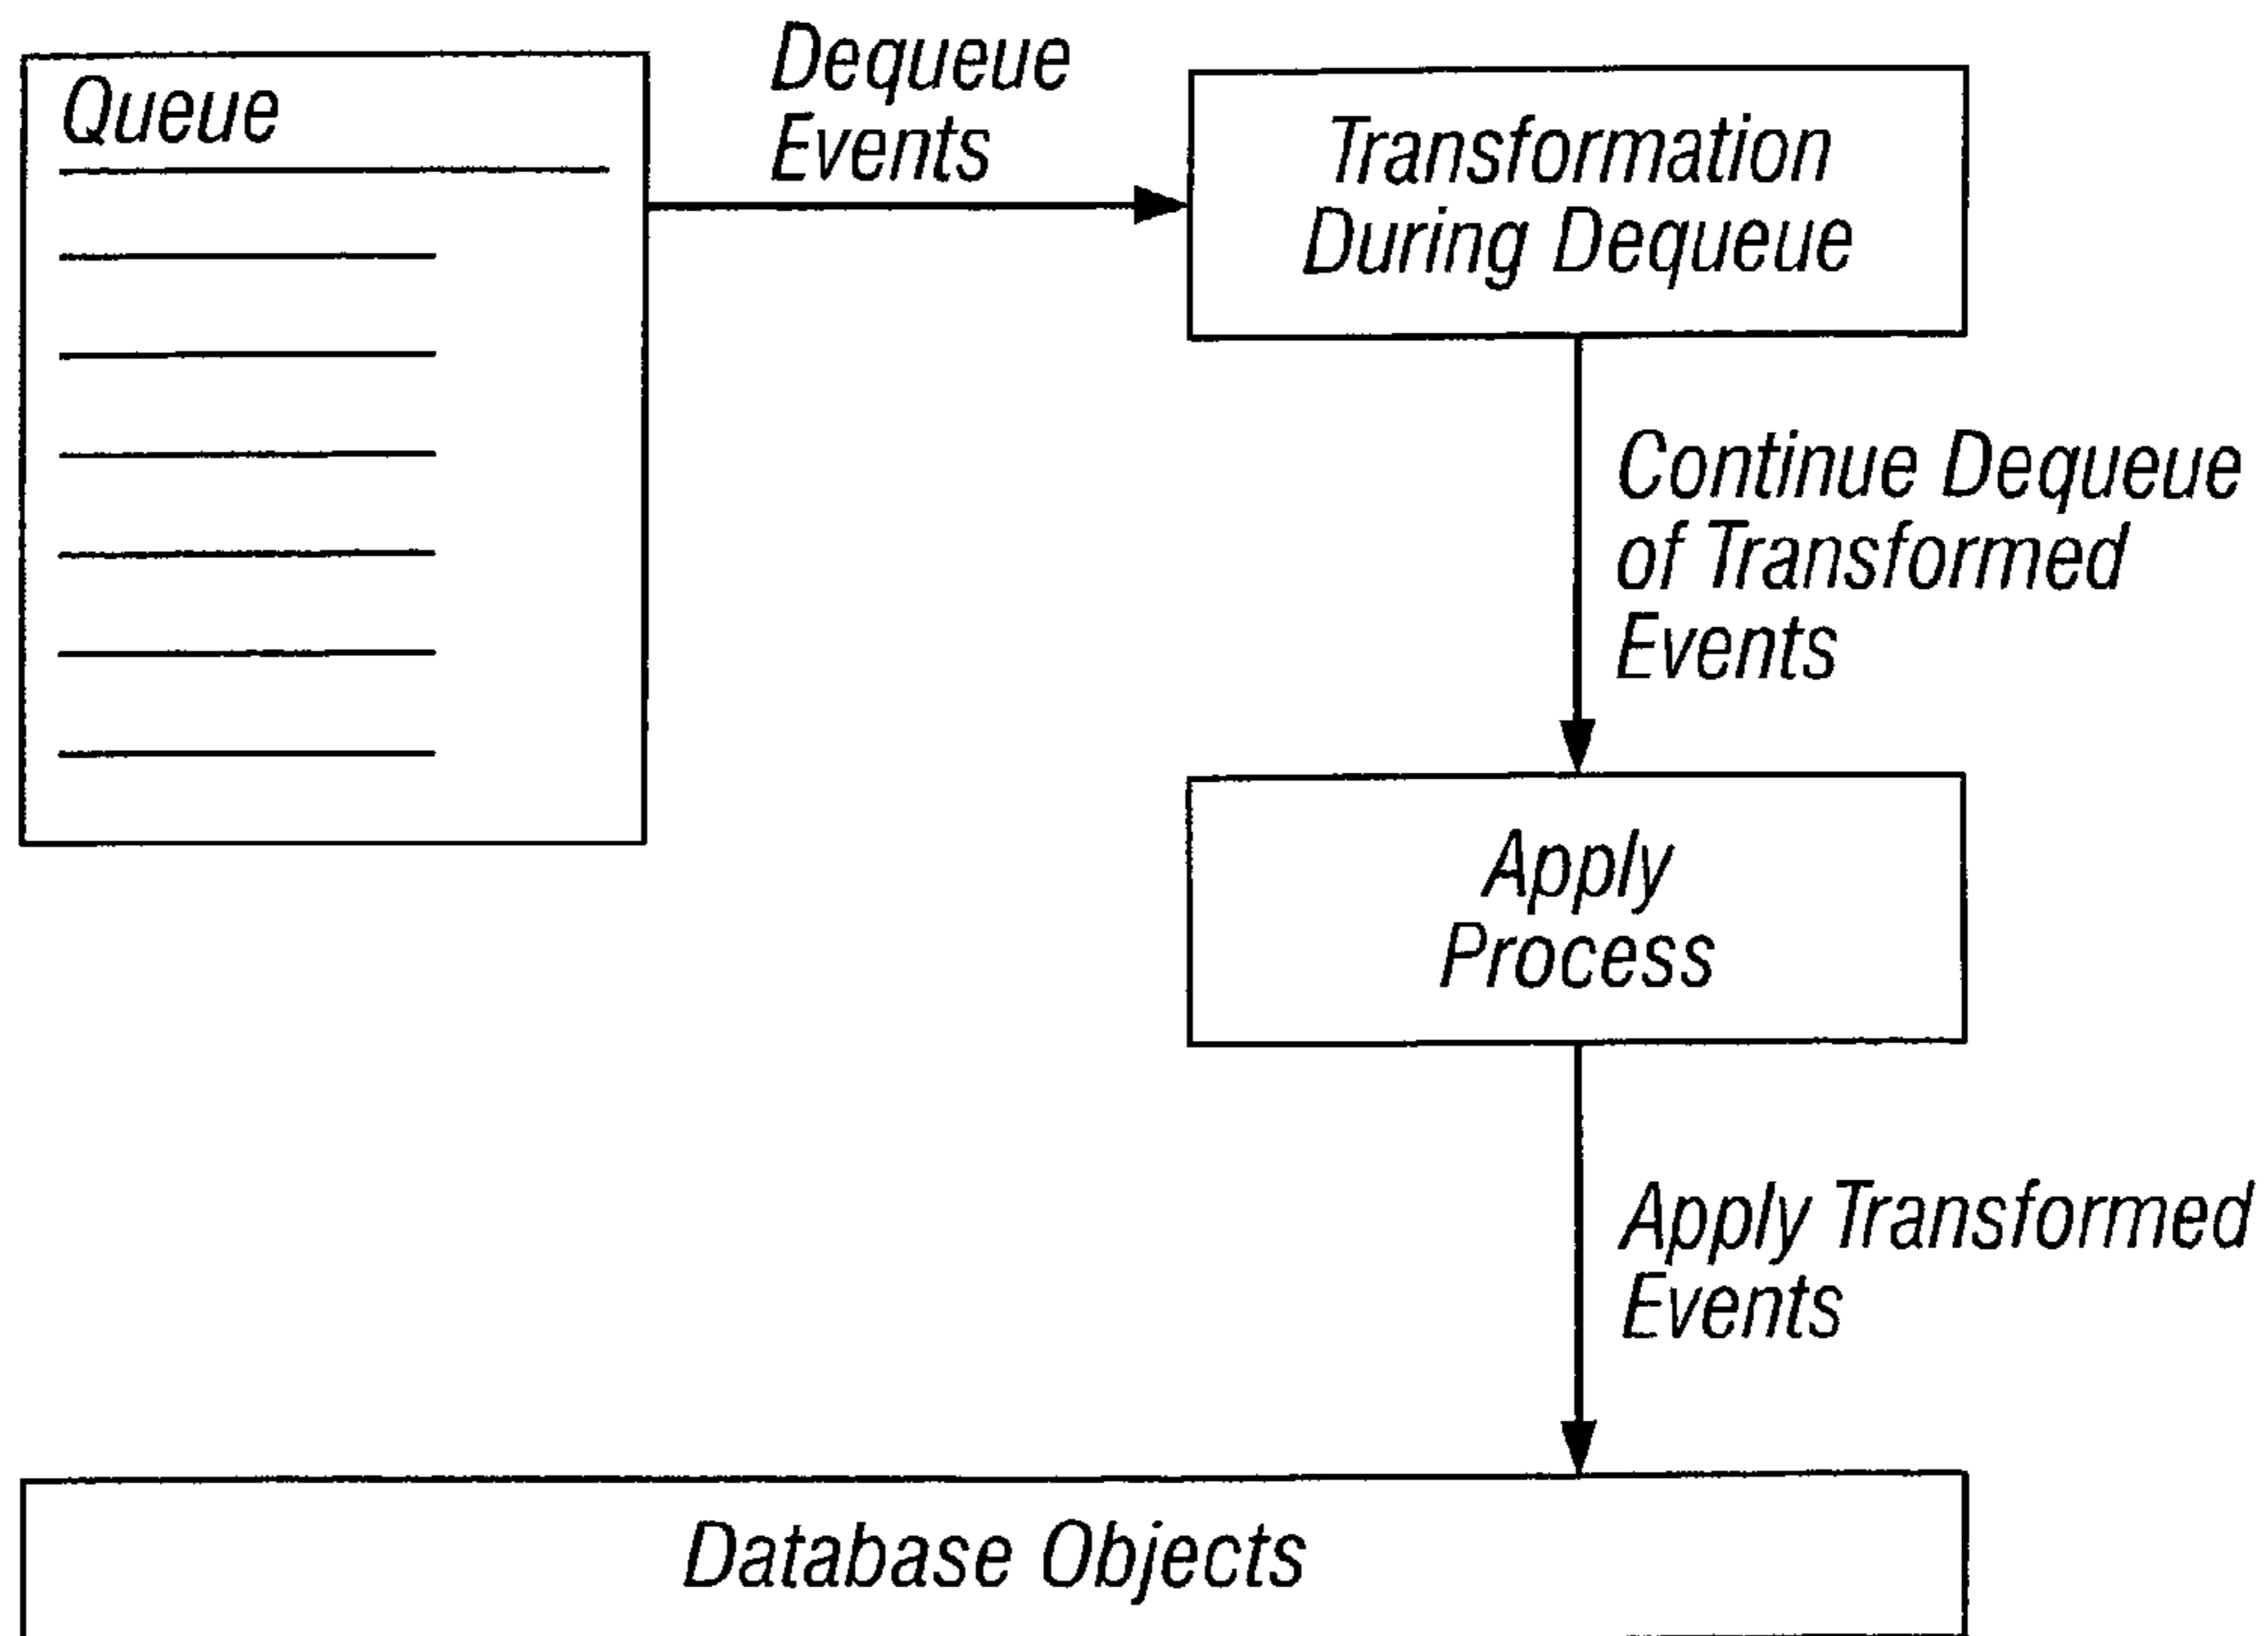 Queue
Dequeue
Events
Transformation
During Dequeue
Continue Dequeue
of Transformed
Events
Apply
Process
Apply Transformed
Events
Database Objects